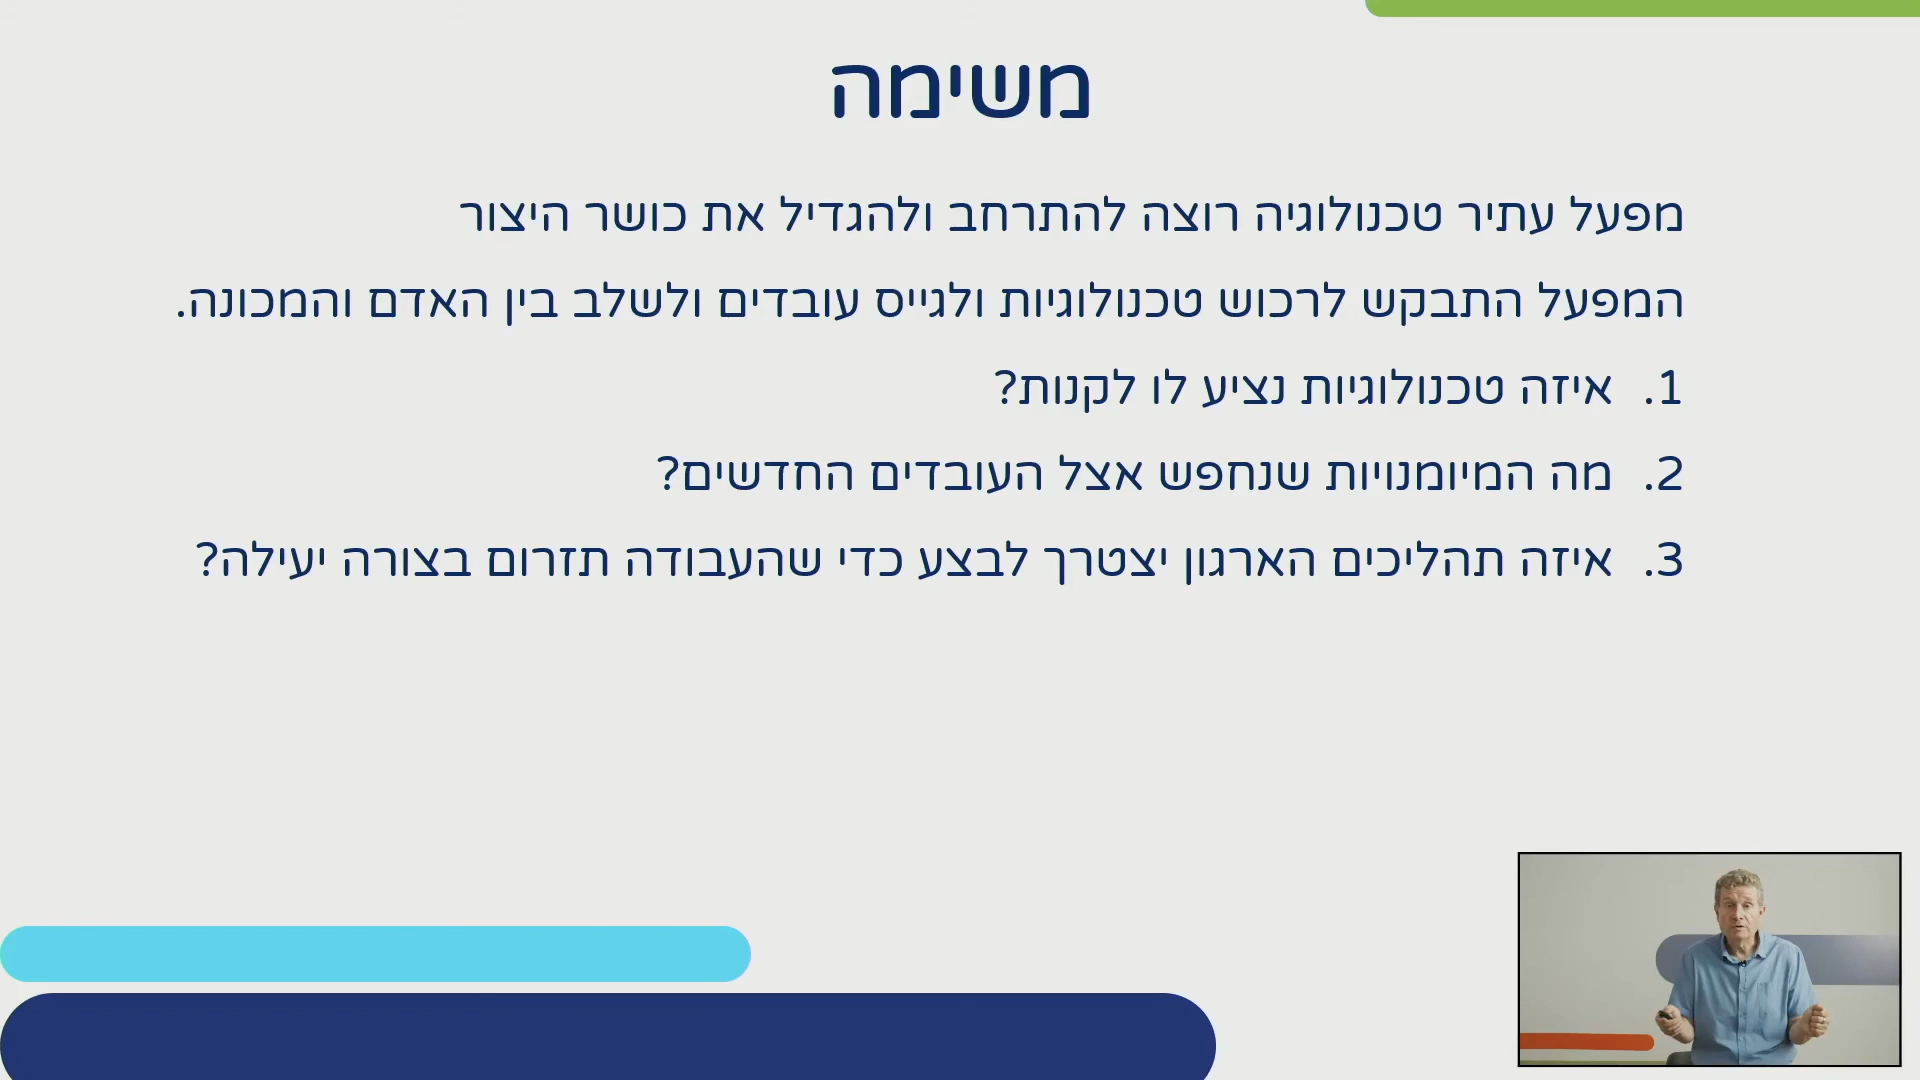 משימה
מפעל עתיר טכנולוגיה רוצה להתרחב ולהגדיל את כושר היצור
המפעל התבקש לרכוש טכנולוגיות ולגייס עובדים ולשלב בין האדם והמכונה.
1. איזה טכנולוגיות נציע לו לקנות?
2. מה המיומנויות שנחפש אצל העובדים החדשים?
3. איזה תהליכים הארגון יצטרך לבצע כדי שהעבודה תזרום בצורה יעילה?